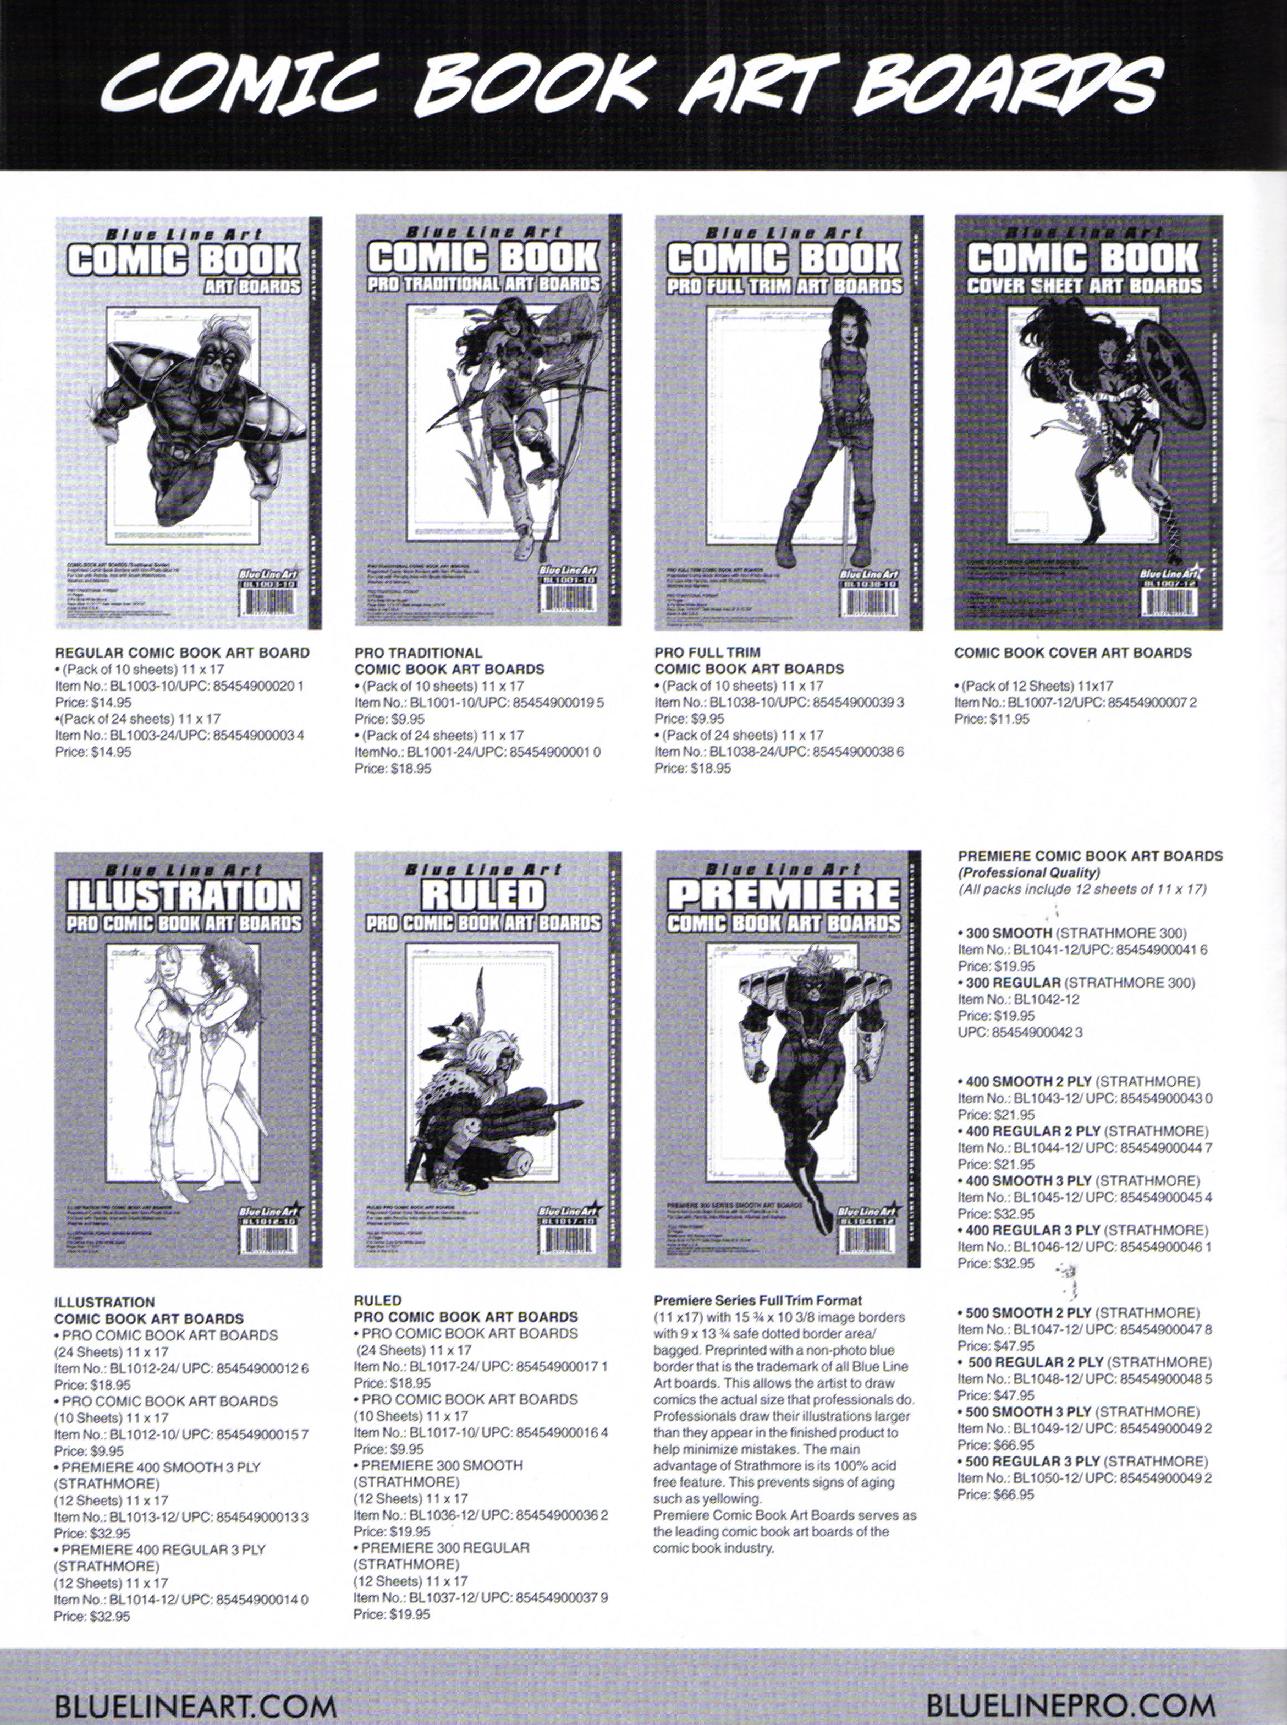 COMIC BOOK ART BOARDS
Blue Line Art
COMIC BOOK
ART BOARDS
Blue Line Art
BL1003-10
Blue Line Art
COMIC BOOK
PRO TRADITIONAL ART BOARDS
Blue Line Art
BL1001-10
Blue Line Art
COMIC BOOK
PRO FULL TRIM ART BOARDS
Blue Line Art
BL1038-10
Blue Line Art
COMIC BOOK
COVER SHEET ART BOARDS
Blue Line Art
BL1007-12
REGULAR COMIC BOOK ART BOARD
• (Pack of 10 sheets) 11 x 17
Item No.: BL1003-10/UPC: 85454900020 1
Price: $14.95
•(Pack of 24 sheets) 11 x 17
Item No.: BL1003-24/UPC: 85454900003 4
Price: $14.95
PRO TRADITIONAL
COMIC BOOK ART BOARDS
• (Pack of 10 sheets) 11 x 17
Item No.: BL1001-10/UPC: 85454900019 5
Price: $9.95
• (Pack of 24 sheets) 11 x 17
ItemNo.: BL1001-24/UPC: 85454900001 0
Price: $18.95
PRO FULL TRIM
COMIC BOOK ART BOARDS
• (Pack of 10 sheets) 11 x 17
Item No.: BL1038-10/UPC: 85454900039 3
Price: $9.95
• (Pack of 24 sheets) 11 x 17
Item No.: BL1038-24/UPC: 85454900038 6
Price: $18.95
COMIC BOOK COVER ART BOARDS
• (Pack of 12 Sheets) 11x17
Item No.: BL1007-12/UPC: 85454900007 2
Price: $11.95
Blue Line Art
ILLUSTRATION
PRO COMIC BOOK ART BOARDS
Blue Line Art
BL1012-10
Blue Line Art
RULED
PRO COMIC BOOK ART BOARDS
RULED PRO COMIC BOOK ART BOARDS
Blue Line Art
BL1017-10
Blue Line Art
PREMIERE
COMIC BOOK ART BOARDS
PREMIERE 300 SERIES SMOOTH ART BOARDS
Blue Line Art
BL1041-12
ILLUSTRATION
COMIC BOOK ART BOARDS
• PRO COMIC BOOK ART BOARDS
(24 Sheets) 11 x 17
Item No.: BL1012-24/ UPC: 85454900012 6
Price: $18.95
• PRO COMIC BOOK ART BOARDS
(10 Sheets) 11 x 17
Item No.: BL1012-10/ UPC: 85454900015 7
Price: $9.95
• PREMIERE 400 SMOOTH 3 PLY
(STRATHMORE)
(12 Sheets) 11 x 17
Item No.: BL1013-12/ UPC: 85454900013 3
Price: $32.95
• PREMIERE 400 REGULAR 3 PLY
(STRATHMORE)
(12 Sheets) 11 x 17
Item No.: BL1014-12/ UPC: 85454900014 0
Price: $32.95
RULED
PRO COMIC BOOK ART BOARDS
• PRO COMIC BOOK ART BOARDS
(24 Sheets) 11 x 17
Item No.: BL1017-24/ UPC: 85454900017 1
Price: $18.95
• PRO COMIC BOOK ART BOARDS
(10 Sheets) 11 x 17
Item No.: BL1017-10/ UPC: 85454900016 4
Price: $9.95
• PREMIERE 300 SMOOTH
(STRATHMORE)
(12 Sheets) 11 x 17
Item No.: BL1036-12/ UPC: 85454900036 2
Price: $19.95
• PREMIERE 300 REGULAR
(STRATHMORE)
(12 Sheets) 11 x 17
Item No.: BL1037-12/ UPC: 85454900037 9
Price: $19.95
Premiere Series Full Trim Format
(11 x17) with 15 ¾ x 10 3/8 image borders
with 9 x 13 ¾ safe dotted border area/
bagged. Preprinted with a non-photo blue
border that is the trademark of all Blue Line
Art boards. This allows the artist to draw
comics the actual size that professionals do.
Professionals draw their illustrations larger
than they appear in the finished product to
help minimize mistakes. The main
advantage of Strathmore is its 100% acid
free feature. This prevents signs of aging
such as yellowing.
Premiere Comic Book Art Boards serves as
the leading comic book art boards of the
comic book industry.
PREMIERE COMIC BOOK ART BOARDS
(Professional Quality)
(All packs include 12 sheets of 11 x 17)
• 300 SMOOTH (STRATHMORE 300)
Item No.: BL1041-12/UPC: 85454900041 6
Price: $19.95
• 300 REGULAR (STRATHMORE 300)
Item No.: BL1042-12
Price: $19.95
UPC: 85454900042 3
• 400 SMOOTH 2 PLY (STRATHMORE)
Item No.: BL1043-12/ UPC: 85454900043 0
Price: $21.95
• 400 REGULAR 2 PLY (STRATHMORE)
Item No.: BL1044-12/ UPC: 85454900044 7
Price: $21.95
• 400 SMOOTH 3 PLY (STRATHMORE)
Item No.: BL1045-12/ UPC: 85454900045 4
Price: $32.95
• 400 REGULAR 3 PLY (STRATHMORE)
Item No.: BL1046-12/ UPC: 85454900046 1
Price: $32.95
• 500 SMOOTH 2 PLY (STRATHMORE)
Item No.: BL1047-12/ UPC: 85454900047 8
Price: $47.95
• 500 REGULAR 2 PLY (STRATHMORE)
Item No.: BL1048-12/ UPC: 85454900048 5
Price: $47.95
• 500 SMOOTH 3 PLY (STRATHMORE)
Item No.: BL1049-12/ UPC: 85454900049 2
Price: $66.95
• 500 REGULAR 3 PLY (STRATHMORE)
Item No.: BL1050-12/ UPC: 85454900049 2
Price: $66.95
BLUELINEART.COM
BLUELINEPRO.COM